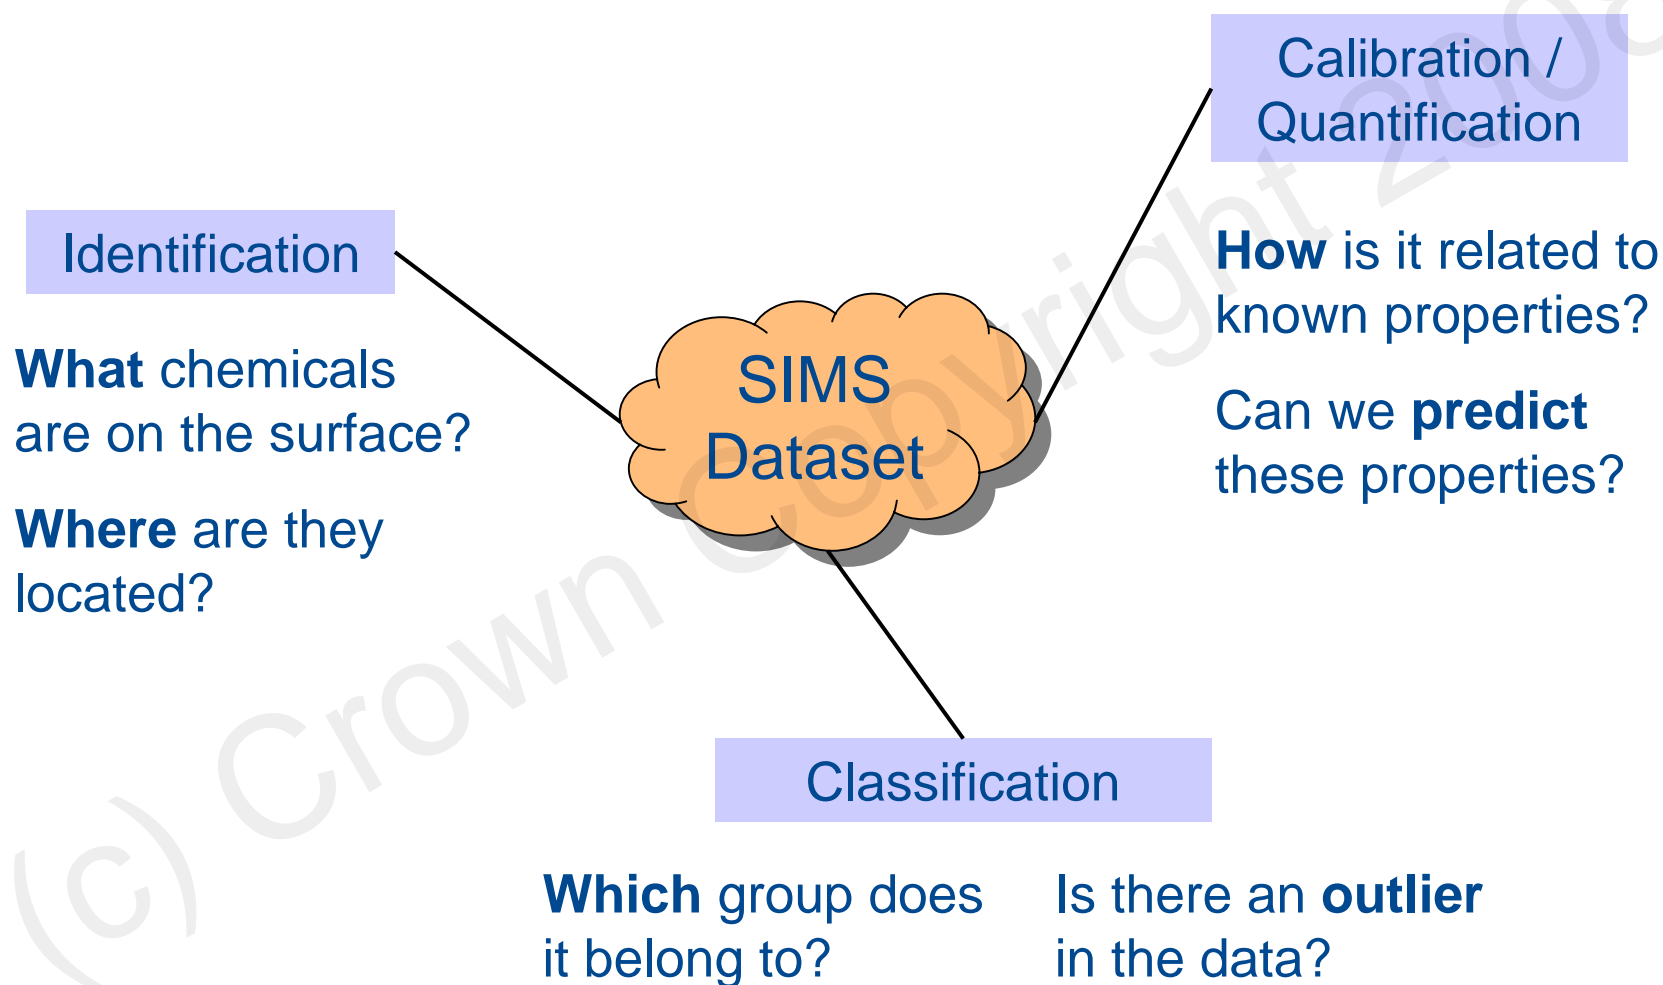 Calibration /
Quantification
Identification
How is it related to
known properties?
What chemicals
are on the surface?
SIMS
Dataset
Can we predict
these properties?
Where are they
located?
Classification
Which group does
it belong to?
Is there an outlier
in the data?
(c) Crown Copyright 2008